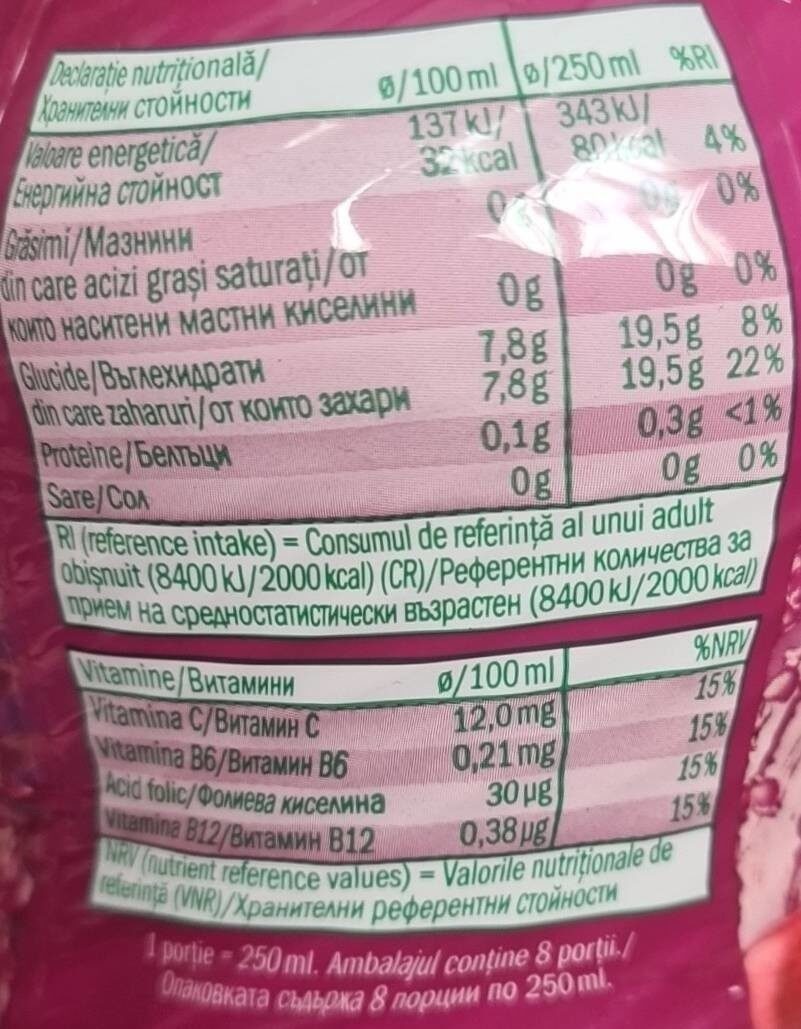 Declarație nutrițională/ ø/100 ml ø/250 ml %RI
Хранителни стойности
Valoare energetică/ 137 kJ/ 343 kJ/
Енергийна стойност 32 kcal 80 kcal 4%
Grăsimi/Мазнини 0g 0g 0%
din care acizi grași saturați/от
които наситени мастни киселини 0g 0g 0%
Glucide/Въглехидрати 7,8g 19,5g 8%
din care zaharuri/от които захари 7,8g 19,5g 22%
Proteine/Белтъци 0,1g 0,3g <1%
Sare/Сол 0g 0g 0%
RI (reference intake) = Consumul de referință al unui adult
obișnuit (8400 kJ/2000 kcal) (CR)/Референтни количества за
прием на средностатистически възрастен (8400 kJ/2000 kcal)
Vitamine/Витамини ø/100 ml %NRV
Vitamina C/Витамин C 12,0 mg 15%
Vitamina B6/Витамин B6 0,21 mg 15%
Acid folic/Фолиева киселина 30 µg 15%
Vitamina B12/Витамин B12 0,38 µg 15%
NRV (nutrient reference values) = Valorile nutriționale de
referință (VNR)/Хранителни референтни стойности
1 porție = 250 ml. Ambalajul conține 8 porții./
Опаковката съдържа 8 порции по 250 ml.